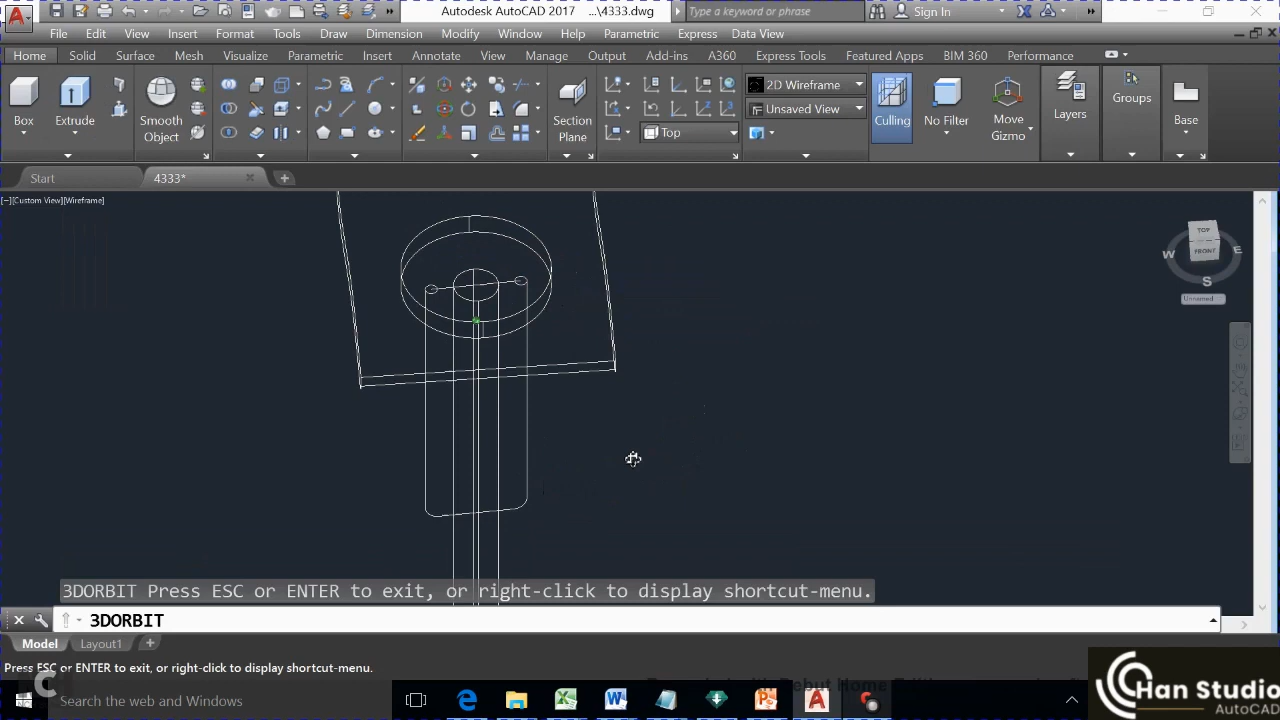 Autodesk AutoCAD 2017 ...\4333.dwg
Type a keyword or phrase
Sign In
File Edit View Insert Format Tools Draw Dimension Modify Window Help Parametric Express Data View
Home Solid Surface Mesh Visualize Parametric Insert Annotate View Manage Output Add-ins A360 Express Tools Featured Apps BIM 360 Performance
2D Wireframe
Unsaved View
Top
Box
Extrude
Smooth
Object
Section
Plane
Culling
No Filter
Move
Gizmo
Layers
Groups
Base
Start
4333*
[−][Custom View][Wireframe]
TOP
FRONT
W
E
S
Unnamed
3DORBIT Press ESC or ENTER to exit, or right-click to display shortcut-menu.
3DORBIT
Model Layout1
Press ESC or ENTER to exit, or right-click to display shortcut-menu.
Search the web and Windows
Han Studio
AutoCAD